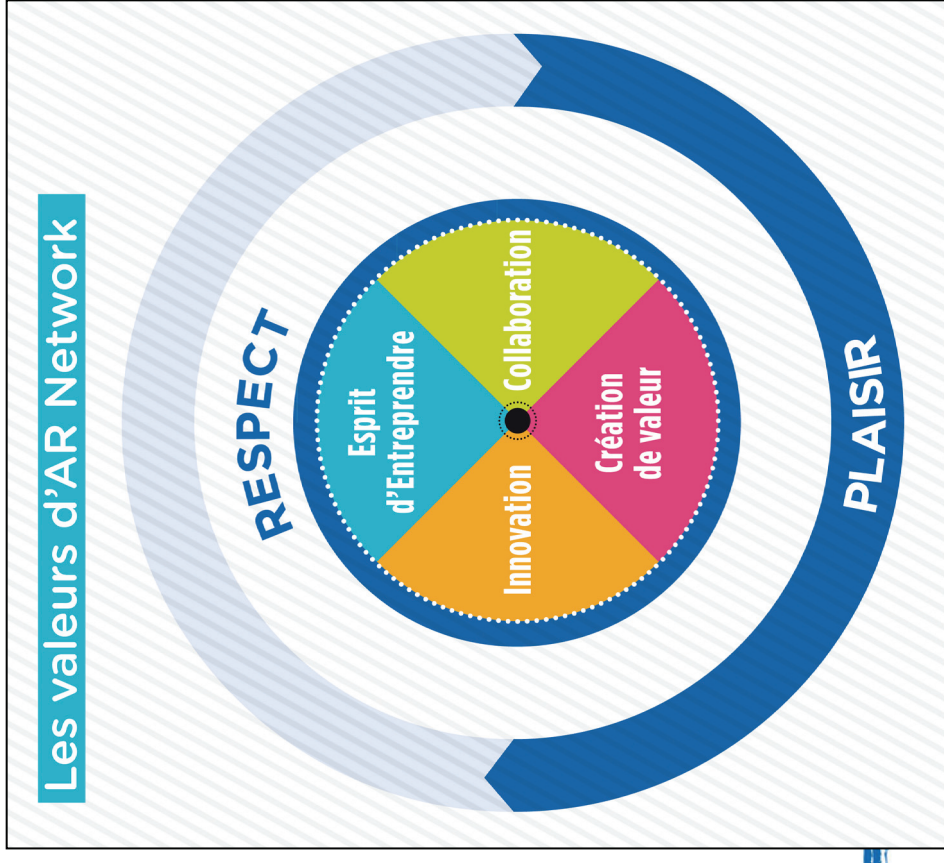 Les valeurs d'AR Network
RESPECT
Esprit
d'Entreprendre
Innovation
Collaboration
Création
de valeur
PLAISIR